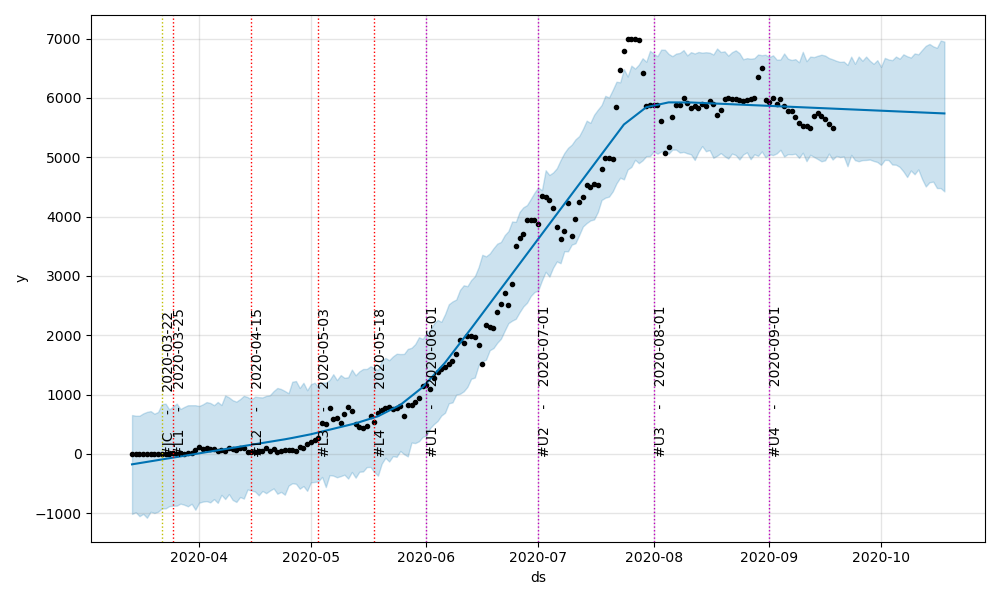 7000
6000
5000
4000
3000
2000
1000
0
−1000
y
#JC - 2020-03-22
#L1 - 2020-03-25
#L2 - 2020-04-15
#L3 - 2020-05-03
#L4 - 2020-05-18
#U1 - 2020-06-01
#U2 - 2020-07-01
#U3 - 2020-08-01
#U4 - 2020-09-01
2020-04 2020-05 2020-06 2020-07 2020-08 2020-09 2020-10
ds